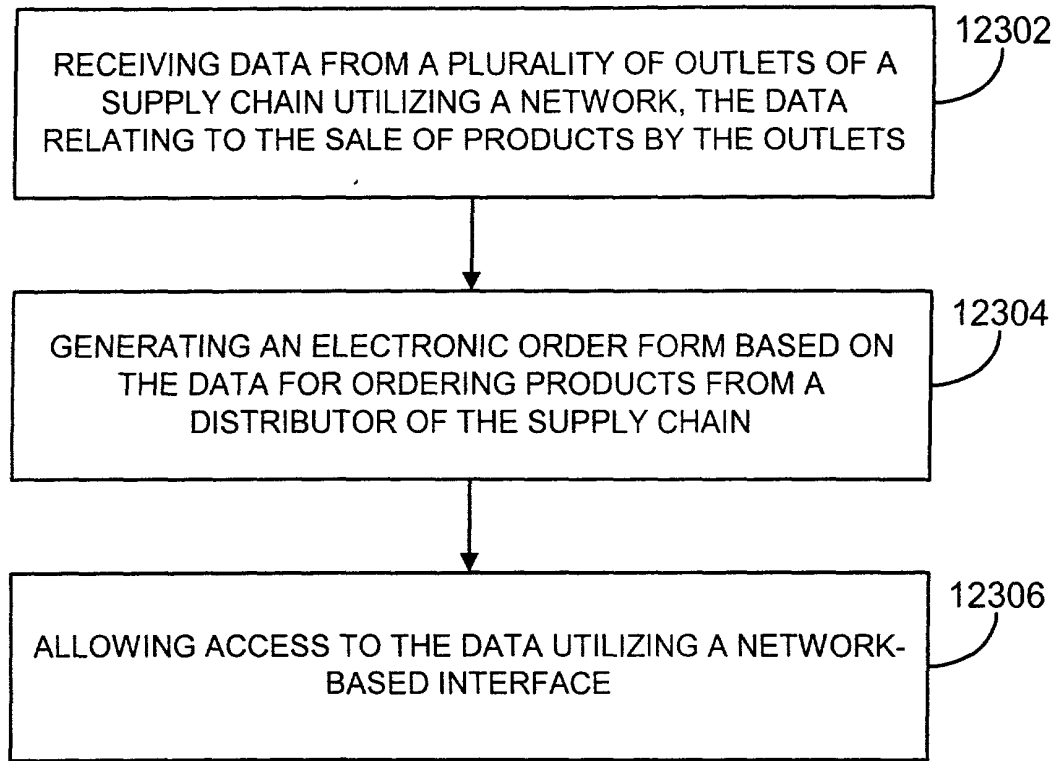 12302
RECEIVING DATA FROM A PLURALITY OF OUTLETS OF A
SUPPLY CHAIN UTILIZING A NETWORK, THE DATA
RELATING TO THE SALE OF PRODUCTS BY THE OUTLETS
12304
GENERATING AN ELECTRONIC ORDER FORM BASED ON
THE DATA FOR ORDERING PRODUCTS FROM A
DISTRIBUTOR OF THE SUPPLY CHAIN
12306
ALLOWING ACCESS TO THE DATA UTILIZING A NETWORK-
BASED INTERFACE